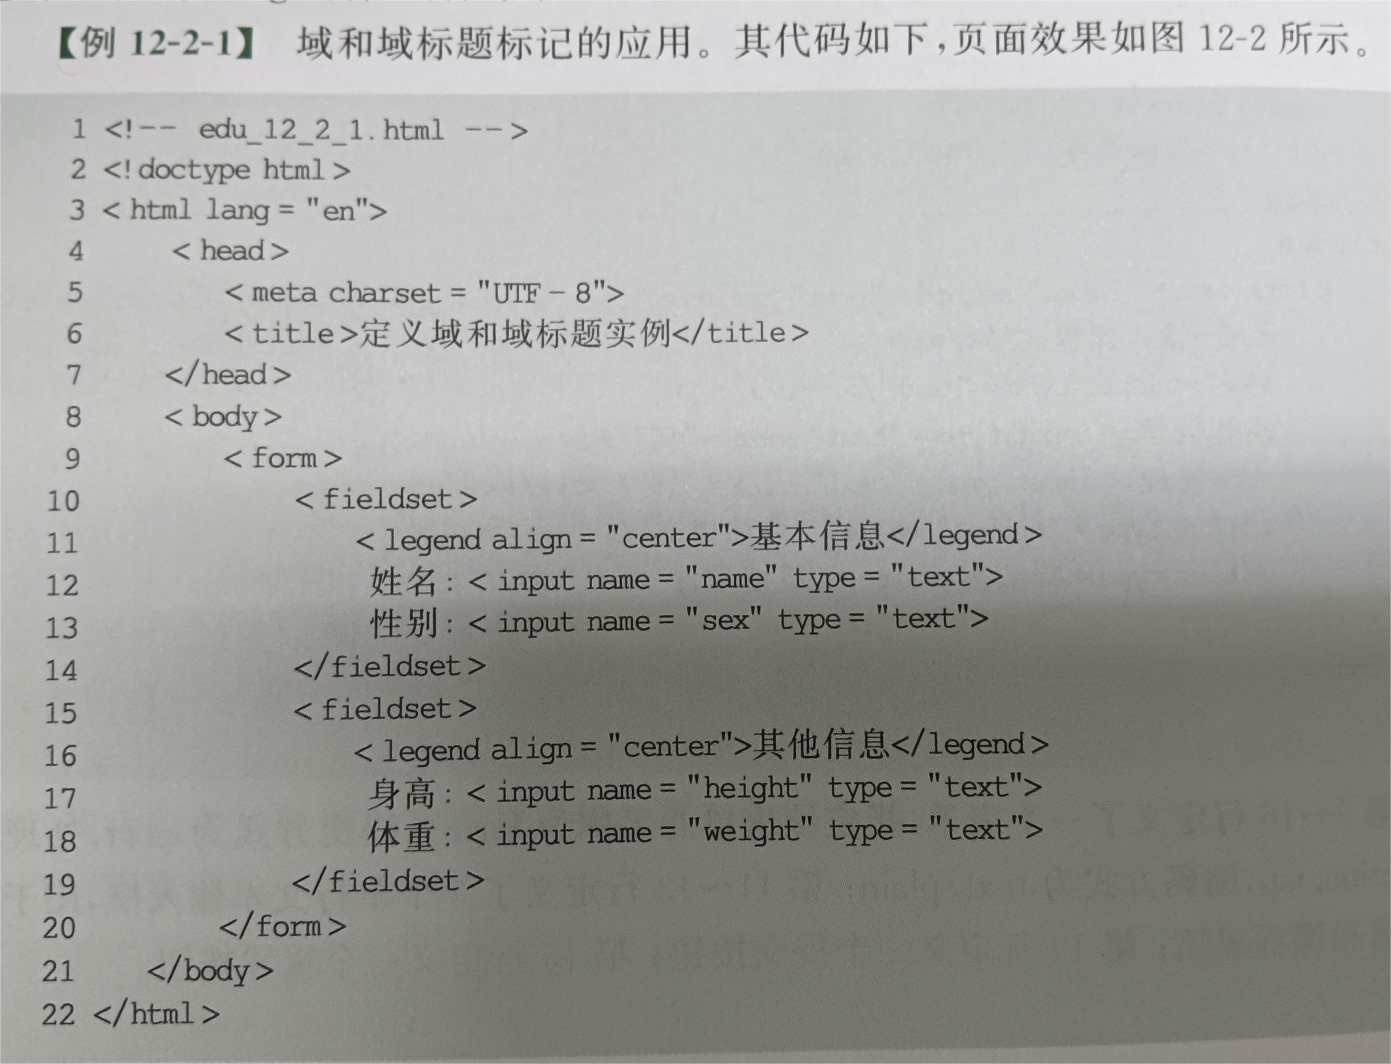 【例 12-2-1】 域和域标题标记的应用。其代码如下,页面效果如图 12-2 所示。
1 <!-- edu_12_2_1.html -->
2 <!doctype html>
3 <html lang = "en">
4 <head>
5 <meta charset = "UTF - 8">
6 <title>定义域和域标题实例</title>
7 </head>
8 <body>
9 <form>
10 <fieldset>
11 <legend align = "center">基本信息</legend>
12 姓名: <input name = "name" type = "text">
13 性别: <input name = "sex" type = "text">
14 </fieldset>
15 <fieldset>
16 <legend align = "center">其他信息</legend>
17 身高: <input name = "height" type = "text">
18 体重: <input name = "weight" type = "text">
19 </fieldset>
20 </form>
21 </body>
22 </html>